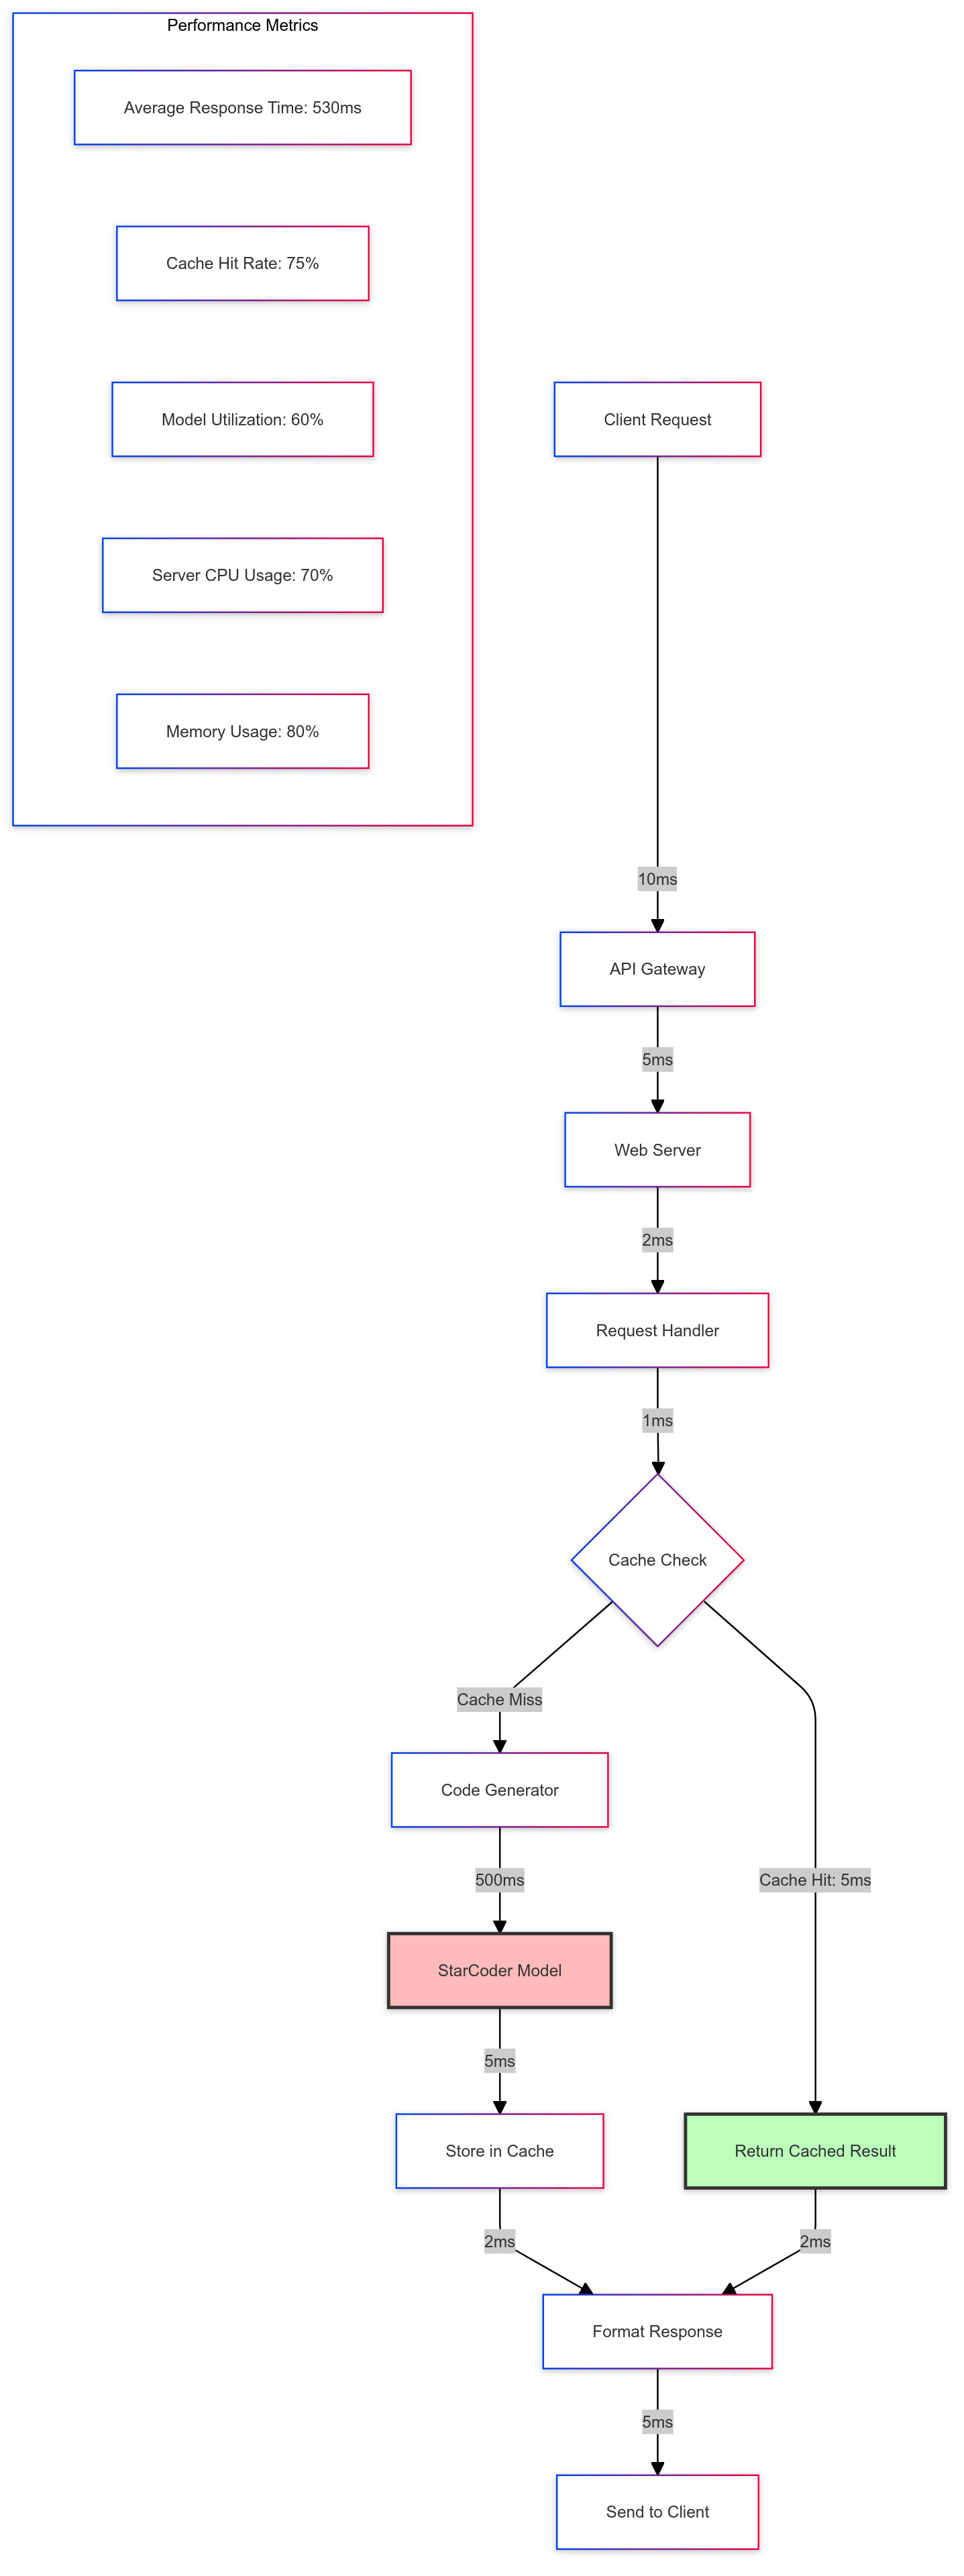 Performance Metrics
Average Response Time: 530ms
Cache Hit Rate: 75%
Model Utilization: 60%
Server CPU Usage: 70%
Memory Usage: 80%
Client Request
10ms
API Gateway
5ms
Web Server
2ms
Request Handler
1ms
Cache Check
Cache Miss
Code Generator
500ms
Cache Hit: 5ms
StarCoder Model
5ms
Store in Cache
Return Cached Result
2ms
2ms
Format Response
5ms
Send to Client